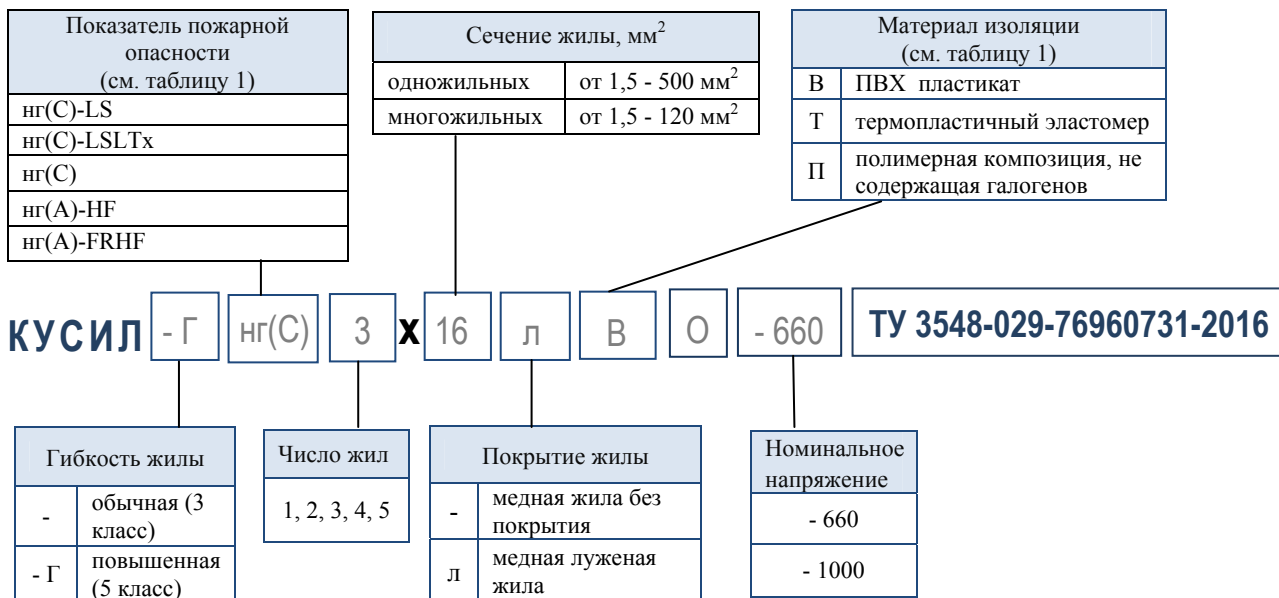 Показатель пожарной
опасности
(см. таблицу 1)
нг(С)-LS
нг(С)-LSLTx
нг(С)
нг(А)-HF
нг(А)-FRHF
Сечение жилы, мм²
одножильных от 1,5 - 500 мм²
многожильных от 1,5 - 120 мм²
Материал изоляции
(см. таблицу 1)
В ПВХ пластикат
Т термопластичный эластомер
П полимерная композиция, не
содержащая галогенов
КУСИЛ - Г нг(С) 3 х 16 л В О - 660 ТУ 3548-029-76960731-2016
Гибкость жилы
- обычная (3
класс)
- Г повышенная
(5 класс)
Число жил
1, 2, 3, 4, 5
Покрытие жилы
- медная жила без
покрытия
л медная луженая
жила
Номинальное
напряжение
- 660
- 1000